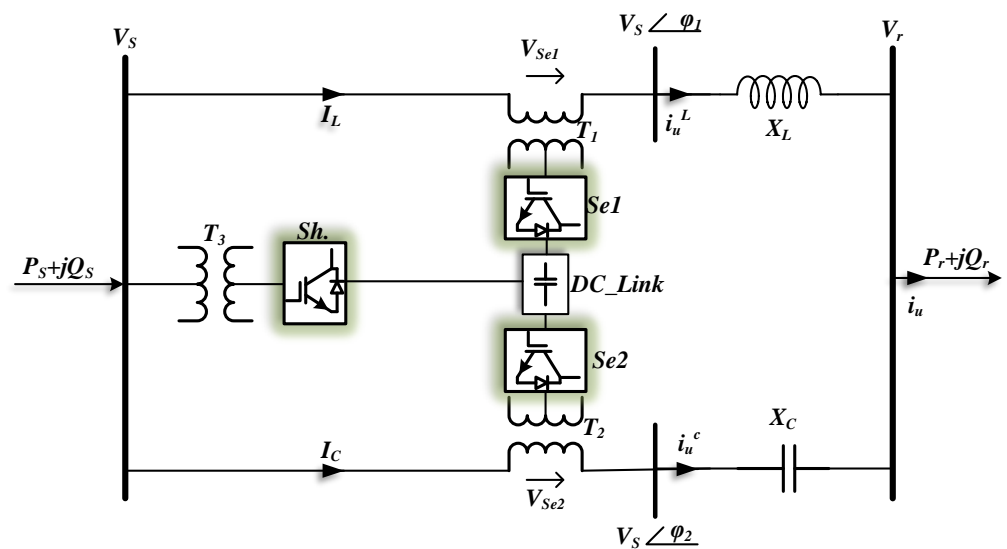 V_S
V_Se1
V_S ∠φ_1
V_r
I_L
T_1
i_u^L
X_L
Se1
T_3
Sh.
P_S+jQ_S
DC_Link
P_r+jQ_r
i_u
Se2
T_2
X_C
I_C
i_u^c
V_Se2
V_S ∠φ_2